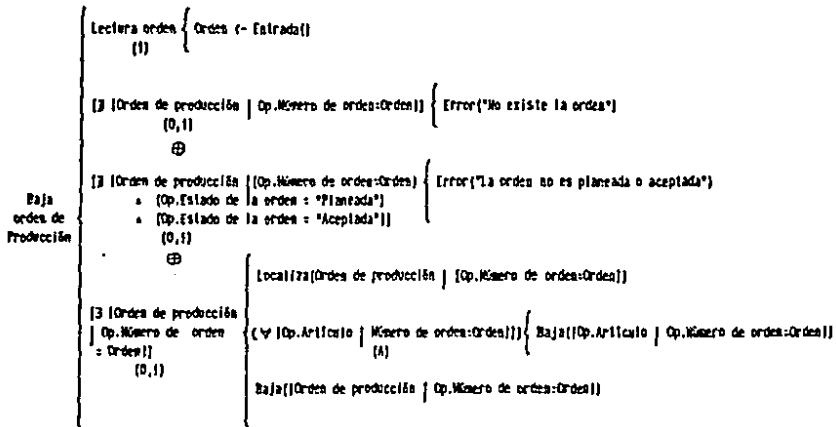 Lectura orden { Orden <- Entrada()
(1)
[∃ |Orden de producción | Op.Número de orden=Orden|] { Error("No existe la orden")
(0,1)
⊕
[∃ |Orden de producción |(Op.Número de orden=Orden) { Error("La orden no es planeada o aceptada")
∧ (Op.Estado de la orden = "Planeada")
∧ (Op.Estado de la orden = "Aceptada")]
(0,1)
⊕
Baja
orden de
Producción
Localiza(Orden de producción | [Op.Número de orden=Orden])
[∃ |Orden de producción
| Op.Número de orden
= Orden|]
(0,1)
(∀ |Op.Artículo | Número de orden=Orden|]) { Baja(|Op.Artículo | Op.Número de orden=Orden|)
(A)
Baja(|Orden de producción | Op.Número de orden=Orden|)